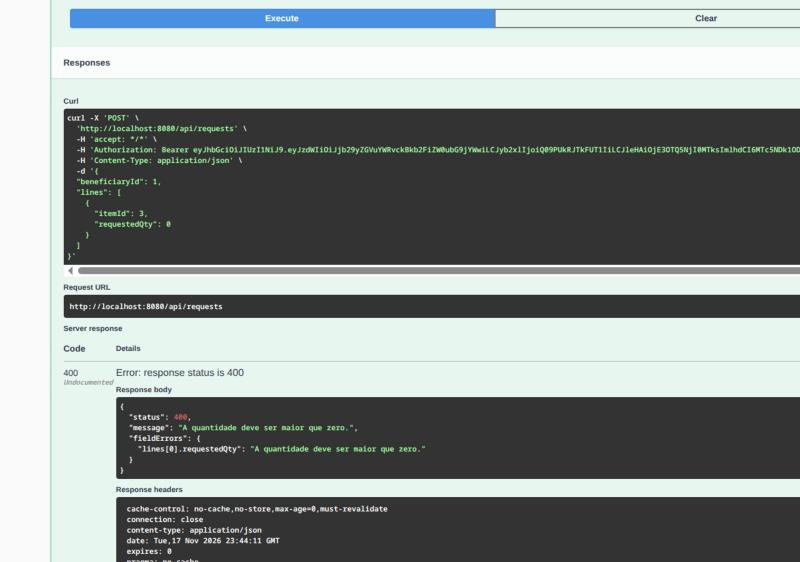 Execute
Clear
Responses
Curl
curl -X 'POST' \
'http://localhost:8080/api/requests' \
-H 'accept: */*' \
-H 'Authorization: Bearer
-H 'Content-Type: application/json' \
-d '{
"beneficiaryId": 1,
"lines": [
{
"itemId": 3,
"requestedQty": 0
}
]
}'
Request URL
http://localhost:8080/api/requests
Server response
Code
Details
400
Undocumented
Error: response status is 400
Response body
{
"status": 400,
"message": "A quantidade deve ser maior que zero.",
"fieldErrors": {
"lines[0].requestedQty": "A quantidade deve ser maior que zero."
}
}
Response headers
cache-control: no-cache,no-store,max-age=0,must-revalidate
connection: close
content-type: application/json
date: Tue,17 Nov 2026 23:44:11 GMT
expires: 0